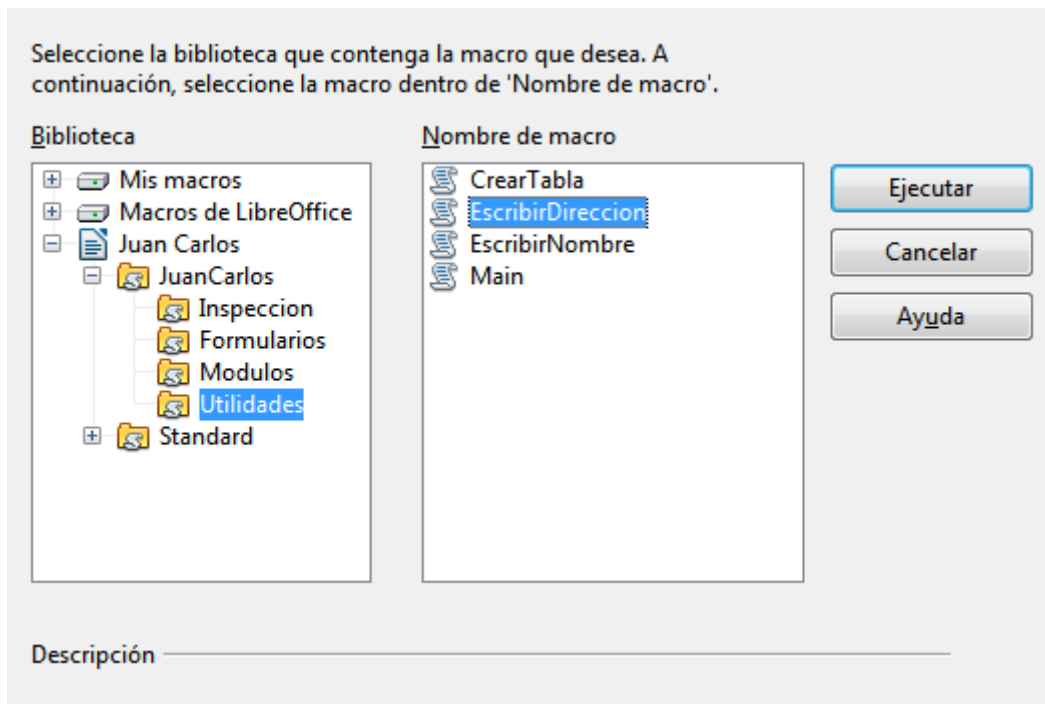 Seleccione la biblioteca que contenga la macro que desea. A
continuación, seleccione la macro dentro de 'Nombre de macro'.
Biblioteca
Mis macros
Macros de LibreOffice
Juan Carlos
JuanCarlos
Inspeccion
Formularios
Modulos
Utilidades
Standard
Nombre de macro
CrearTabla
EscribirDireccion
EscribirNombre
Main
Ejecutar
Cancelar
Ayuda
Descripción